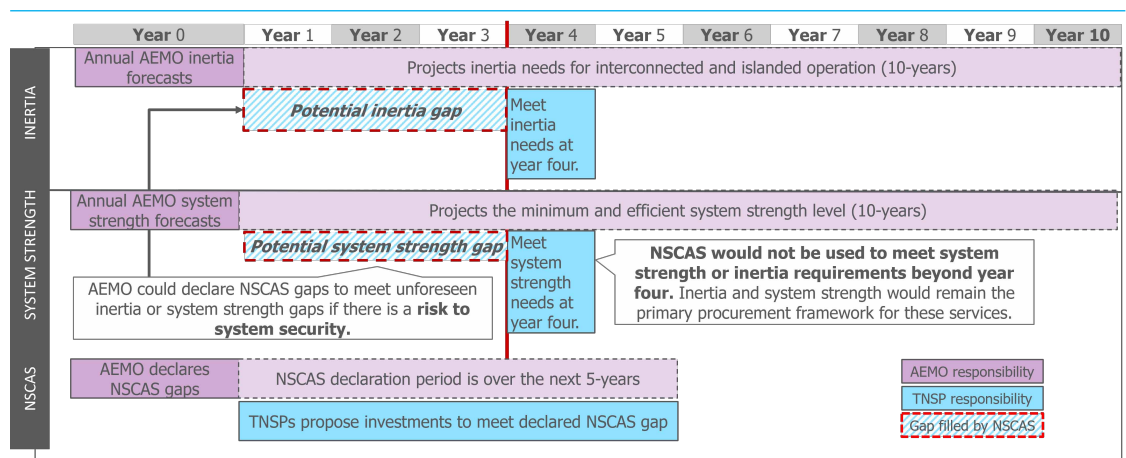 Year 0
Year 1
Year 2
Year 3
Year 4
Year 5
Year 6
Year 7
Year 8
Year 9
Year 10
INERTIA
Annual AEMO inertia
forecasts
Projects inertia needs for interconnected and islanded operation (10-years)
Potential inertia gap
Meet
inertia
needs at
year four.
SYSTEM STRENGTH
Annual AEMO system
strength forecasts
Projects the minimum and efficient system strength level (10-years)
Potential system strength gap
Meet
system
strength
needs at
year four.
NSCAS would not be used to meet system
strength or inertia requirements beyond year
four. Inertia and system strength would remain the
primary procurement framework for these services.
AEMO could declare NSCAS gaps to meet unforeseen
inertia or system strength gaps if there is a risk to
system security.
NSCAS
AEMO declares
NSCAS gaps
NSCAS declaration period is over the next 5-years
TNSPs propose investments to meet declared NSCAS gap
AEMO responsibility
TNSP responsibility
Gap filled by NSCAS